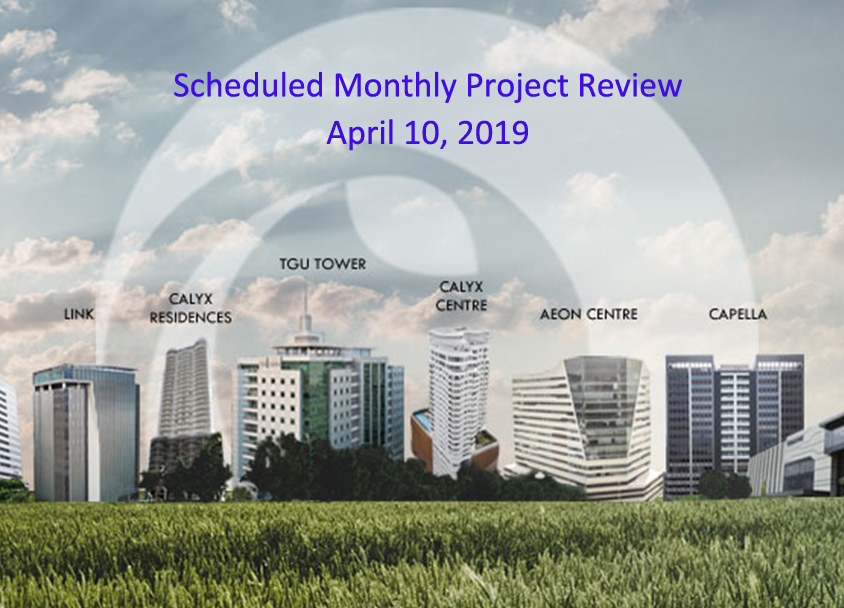 Scheduled Monthly Project Review
April 10, 2019
TGU TOWER
CALYX
CENTRE
LINK
CALYX
RESIDENCES
AEON CENTRE
CAPELLA